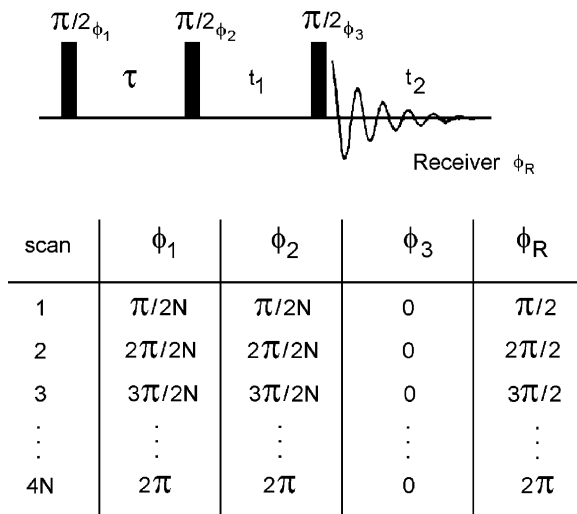 π/2ϕ1 π/2ϕ2 π/2ϕ3
τ t1 t2
Receiver ϕR
scan ϕ1 ϕ2 ϕ3 ϕR
1 π/2N π/2N 0 π/2
2 2π/2N 2π/2N 0 2π/2
3 3π/2N 3π/2N 0 3π/2
⋮ ⋮ ⋮ ⋮ ⋮
4N 2π 2π 0 2π